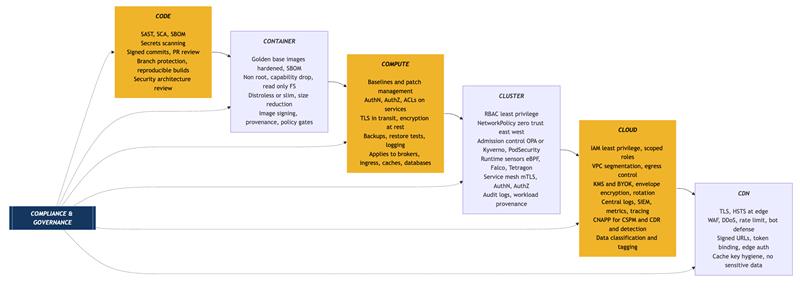 CODE
SAST, SCA, SBOM
Secrets scanning
Signed commits, PR review
Branch protection,
reproducible builds
Security architecture
review
CONTAINER
Golden base images
hardened, SBOM
Non root, capability drop,
read only FS
Distroless or slim, size
reduction
Image signing,
provenance, policy gates
COMPUTE
Baselines and patch
management
AuthN, AuthZ, ACLs on
services
TLS in transit, encryption
at rest
Backups, restore tests,
logging
Applies to brokers,
ingress, caches, databases
CLUSTER
RBAC least privilege
NetworkPolicy zero trust
east west
Admission control OPA or
Kyverno, PodSecurity
Runtime sensors eBPF,
Falco, Tetragon
Service mesh mTLS,
AuthN, AuthZ
Audit logs, workload
provenance
CLOUD
IAM least privilege, scoped
roles
VPC segmentation, egress
control
KMS and BYOK, envelope
encryption, rotation
Central logs, SIEM,
metrics, tracing
CNAPP for CSPM and CDR
and detection
Data classification and
tagging
CDN
TLS, HSTS at edge
WAF, DDoS, rate limit, bot
defense
Signed URLs, token
binding, edge auth
Cache key hygiene, no
sensitive data
COMPLIANCE &
GOVERNANCE